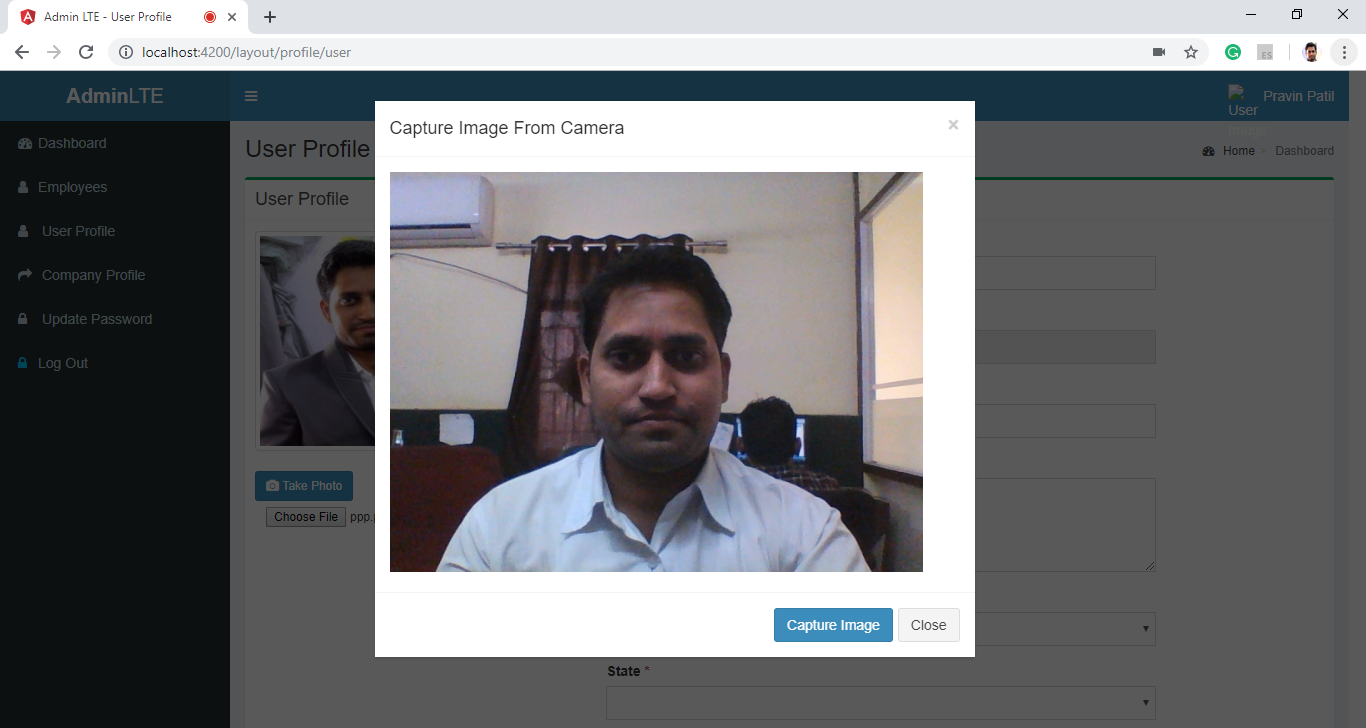 Admin LTE - User Profile
localhost:4200/layout/profile/user
ES
AdminLTE
User
Pravin Patil
Dashboard
Employees
User Profile
Company Profile
Update Password
Log Out
User Profile
Home > Dashboard
User Profile
Take Photo
Choose File ppp.
Capture Image From Camera
×
Capture Image
Close
State *